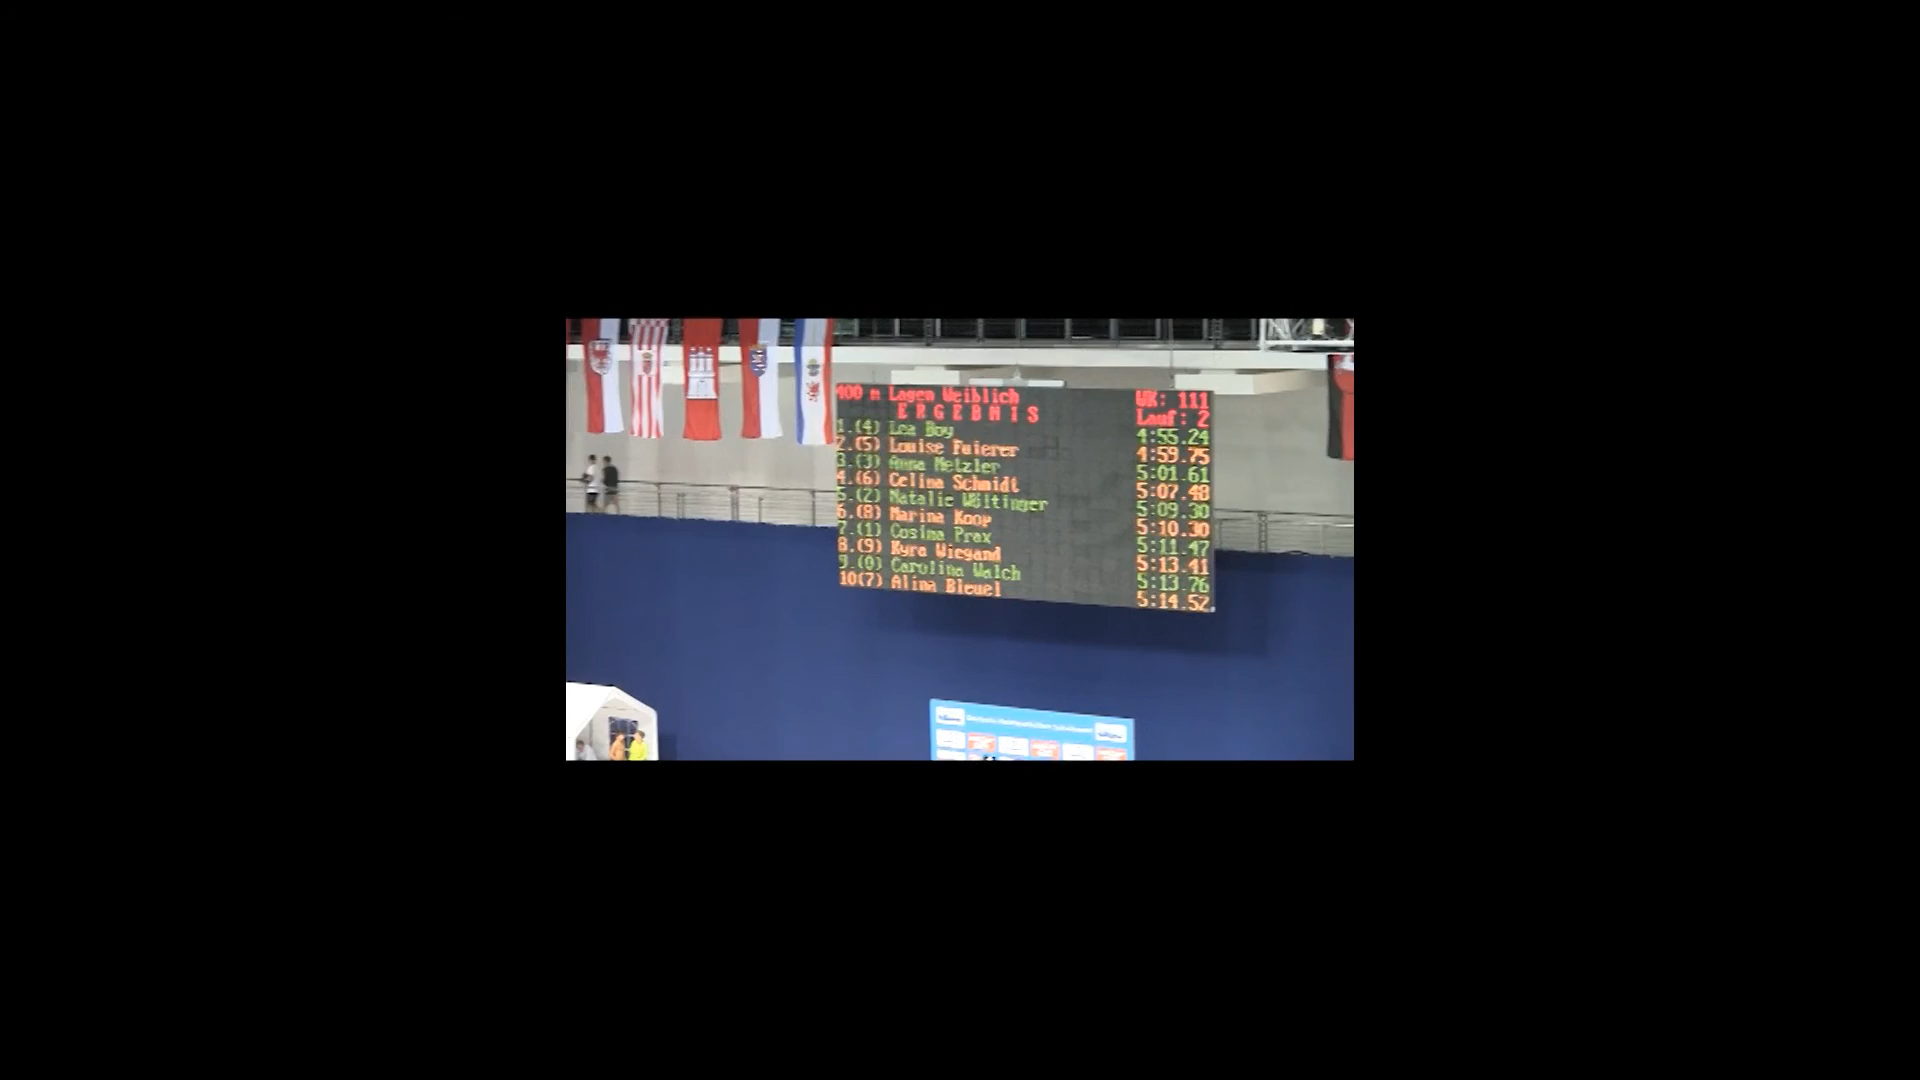 400 m Lagen Weiblich WK: 111
ERGEBNIS Lauf: 2
1.(4) Lea Boy 4:55.24
2.(5) Louise Fuierer 4:59.75
3.(3) Anna Metzler 5:01.61
4.(6) Celina Schmidt 5:07.48
5.(2) Natalie Wöltinger 5:09.30
6.(8) Marina Koop 5:10.30
7.(1) Cosima Prax 5:11.47
8.(9) Kyra Wiegand 5:13.41
9.(0) Carolina Walch 5:13.76
10(7) Alina Bleuel 5:14.52